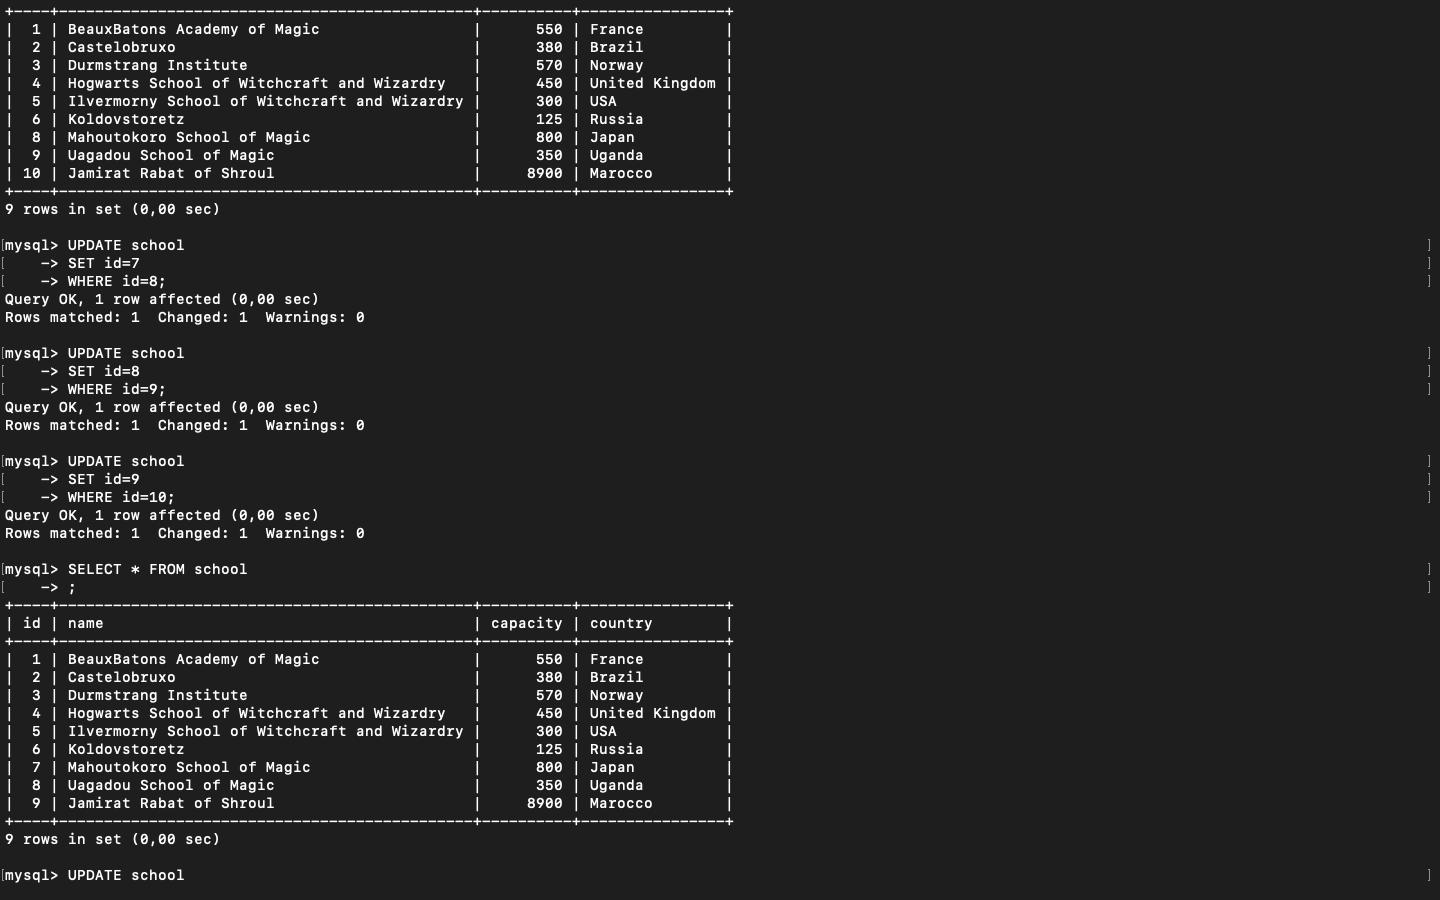 +----+----------------------------------------------+----------+----------------+
|  1 | BeauxBatons Academy of Magic                 |      550 | France         |
|  2 | Castelobruxo                                 |      380 | Brazil         |
|  3 | Durmstrang Institute                         |      570 | Norway         |
|  4 | Hogwarts School of Witchcraft and Wizardry   |      450 | United Kingdom |
|  5 | Ilvermorny School of Witchcraft and Wizardry |      300 | USA            |
|  6 | Koldovstoretz                                |      125 | Russia         |
|  8 | Mahoutokoro School of Magic                  |      800 | Japan          |
|  9 | Uagadou School of Magic                      |      350 | Uganda         |
| 10 | Jamirat Rabat of Shroul                      |     8900 | Marocco        |
+----+----------------------------------------------+----------+----------------+
9 rows in set (0,00 sec)

[mysql> UPDATE school ]
[    -> SET id=7 ]
[    -> WHERE id=8; ]
Query OK, 1 row affected (0,00 sec)
Rows matched: 1  Changed: 1  Warnings: 0

[mysql> UPDATE school ]
[    -> SET id=8 ]
[    -> WHERE id=9; ]
Query OK, 1 row affected (0,00 sec)
Rows matched: 1  Changed: 1  Warnings: 0

[mysql> UPDATE school ]
[    -> SET id=9 ]
[    -> WHERE id=10; ]
Query OK, 1 row affected (0,00 sec)
Rows matched: 1  Changed: 1  Warnings: 0

[mysql> SELECT * FROM school ]
[    -> ; ]
+----+----------------------------------------------+----------+----------------+
| id | name                                         | capacity | country        |
+----+----------------------------------------------+----------+----------------+
|  1 | BeauxBatons Academy of Magic                 |      550 | France         |
|  2 | Castelobruxo                                 |      380 | Brazil         |
|  3 | Durmstrang Institute                         |      570 | Norway         |
|  4 | Hogwarts School of Witchcraft and Wizardry   |      450 | United Kingdom |
|  5 | Ilvermorny School of Witchcraft and Wizardry |      300 | USA            |
|  6 | Koldovstoretz                                |      125 | Russia         |
|  7 | Mahoutokoro School of Magic                  |      800 | Japan          |
|  8 | Uagadou School of Magic                      |      350 | Uganda         |
|  9 | Jamirat Rabat of Shroul                      |     8900 | Marocco        |
+----+----------------------------------------------+----------+----------------+
9 rows in set (0,00 sec)

[mysql> UPDATE school ]